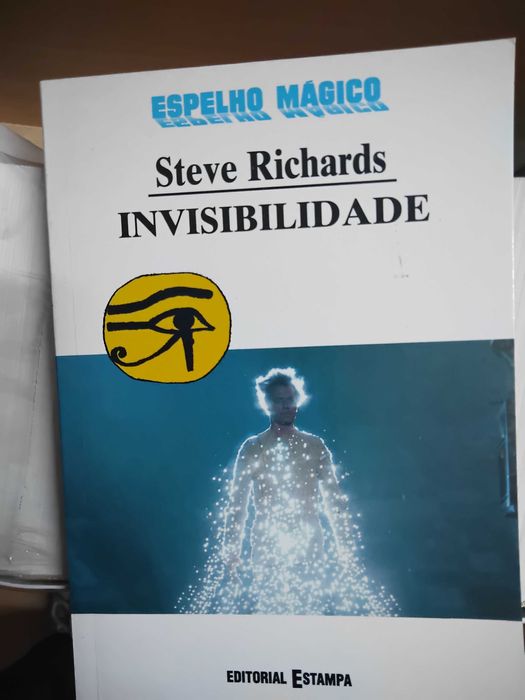 ESPELHO MÁGICO
Steve Richards
INVISIBILIDADE
EDITORIAL ESTAMPA